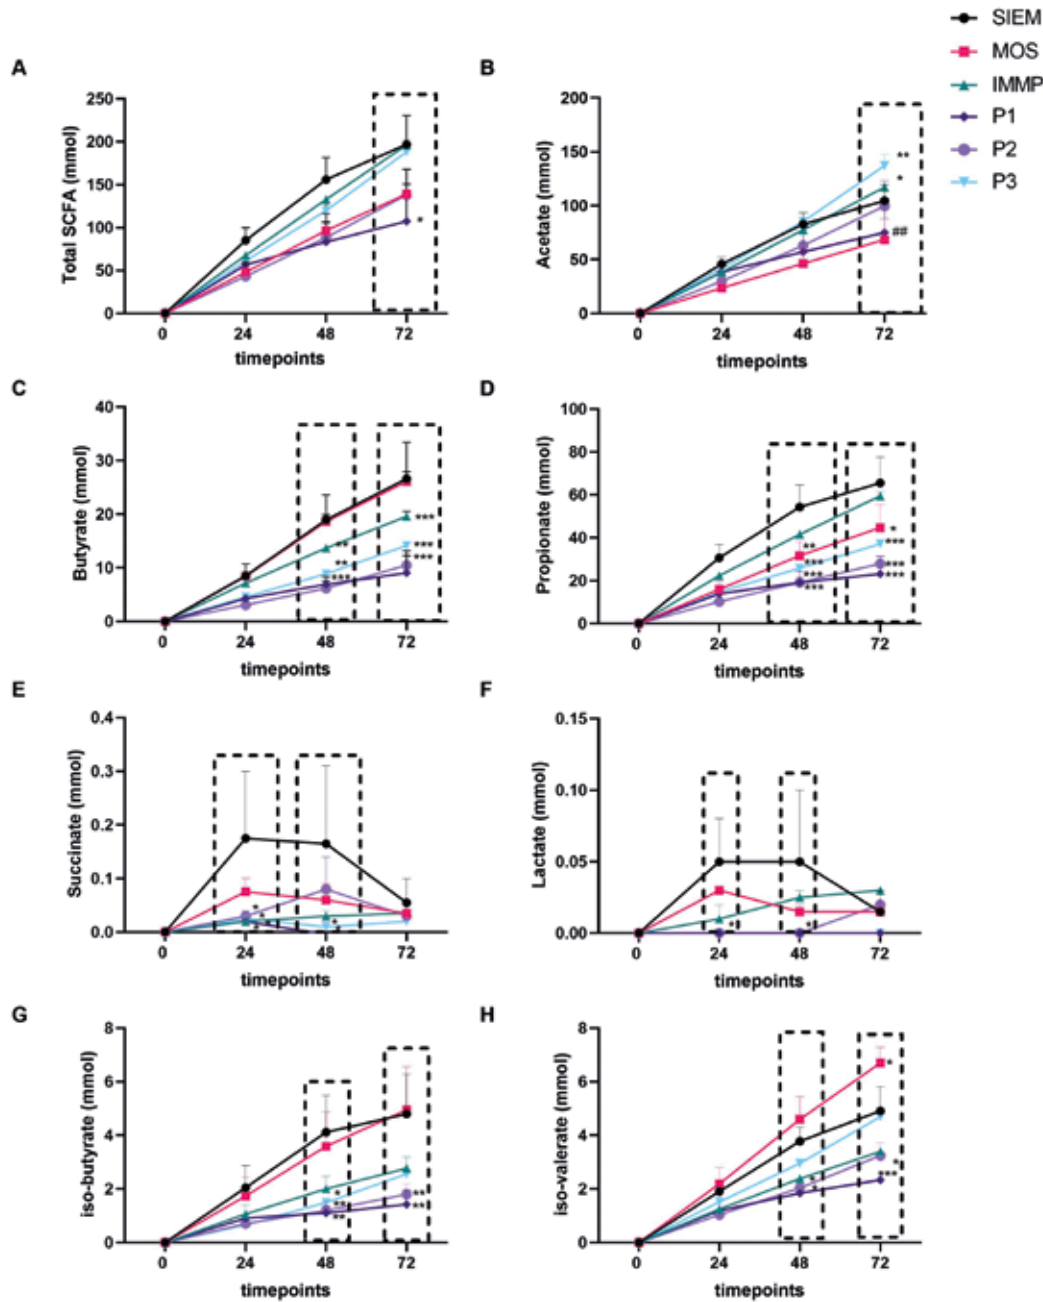 SIEM
MOS
IMMP
P1
P2
P3
A
Total SCFA (mmol)
250
200
150
100
50
0
*
0 24 48 72
timepoints
B
Acetate (mmol)
200
150
100
50
0
**
*
##
0 24 48 72
timepoints
C
Butyrate (mmol)
40
30
20
10
0
**
**
***
***
***
***
0 24 48 72
timepoints
D
Propionate (mmol)
100
80
60
40
20
0
**
***
***
***
*
***
***
***
0 24 48 72
timepoints
E
Succinate (mmol)
0.4
0.3
0.2
0.1
0.0
*
*
*
*
*
*
0 24 48 72
timepoints
F
Lactate (mmol)
0.15
0.10
0.05
0.00
*
*
0 24 48 72
timepoints
G
iso-butyrate (mmol)
8
6
4
2
0
*
**
**
**
**
0 24 48 72
timepoints
H
iso-valerate (mmol)
8
6
4
2
0
*
*
*
*
***
0 24 48 72
timepoints